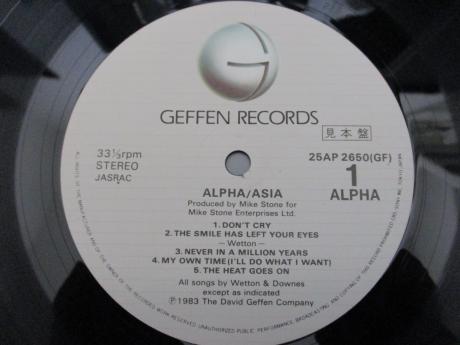 GEFFEN RECORDS
見本盤
33⅓rpm
STEREO
JASRAC
25AP 2650(GF)
1
ALPHA
ALPHA/ASIA
Produced by Mike Stone for
Mike Stone Enterprises Ltd.
1. DON'T CRY
2. THE SMILE HAS LEFT YOUR EYES
—Wetton—
3. NEVER IN A MILLION YEARS
4. MY OWN TIME(I'LL DO WHAT I WANT)
5. THE HEAT GOES ON
All songs by Wetton & Downes
except as indicated
Ⓟ1983 The David Geffen Company